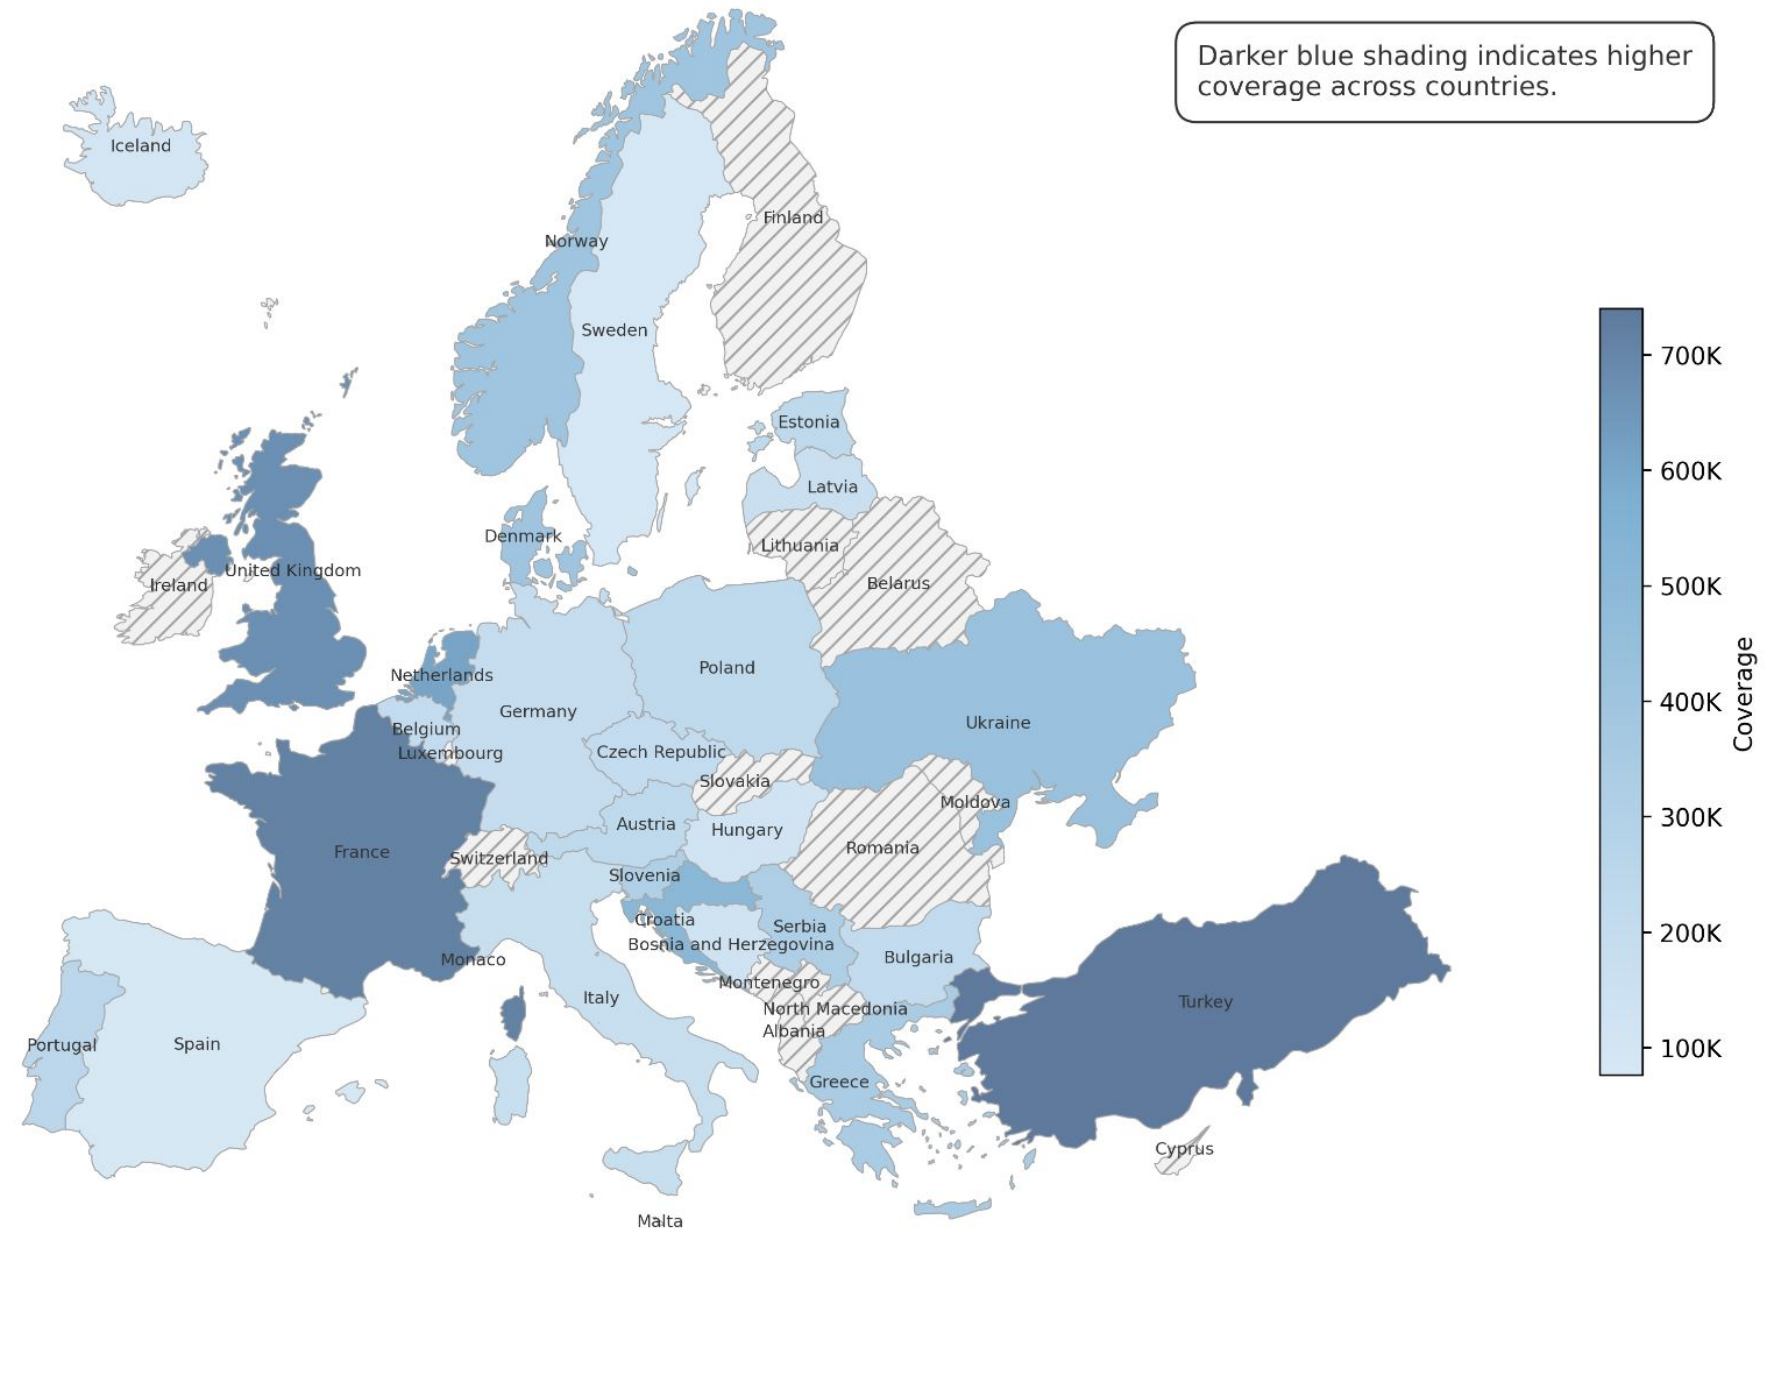 Darker blue shading indicates higher
coverage across countries.
Iceland
Norway
Finland
Sweden
Estonia
Latvia
Denmark
Lithuania
United Kingdom
Ireland
Belarus
Netherlands
Poland
Germany
Belgium
Ukraine
Luxembourg
Czech Republic
Slovakia
Moldova
Austria
Hungary
France
Switzerland
Romania
Slovenia
Croatia
Serbia
Bosnia and Herzegovina
Monaco
Bulgaria
Montenegro
Italy
North Macedonia
Turkey
Albania
Portugal
Spain
Greece
Cyprus
Malta
700K
600K
500K
400K
300K
200K
100K
Coverage